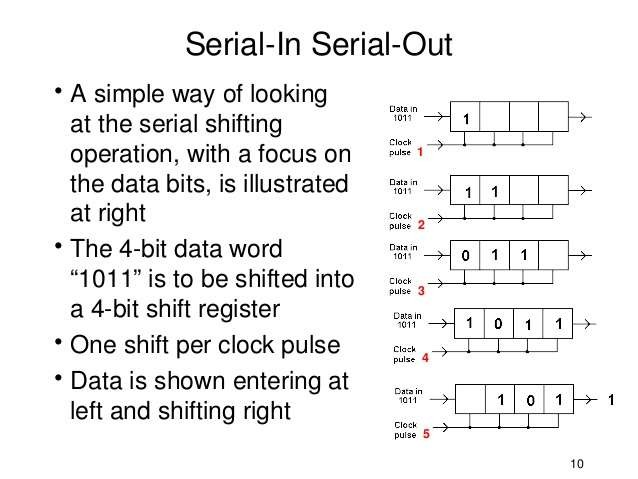 Serial-In Serial-Out
• A simple way of looking
at the serial shifting
operation, with a focus on
the data bits, is illustrated
at right
• The 4-bit data word
“1011” is to be shifted into
a 4-bit shift register
• One shift per clock pulse
• Data is shown entering at
left and shifting right
Data in
1011
1
Clock
pulse 1
Data in
1011
1 1
Clock
pulse 2
Data in
1011
0 1 1
Clock
pulse 3
Data in
1011
1 0 1 1
Clock
pulse 4
Data in
1011
1 0 1 1
Clock
pulse 5
10